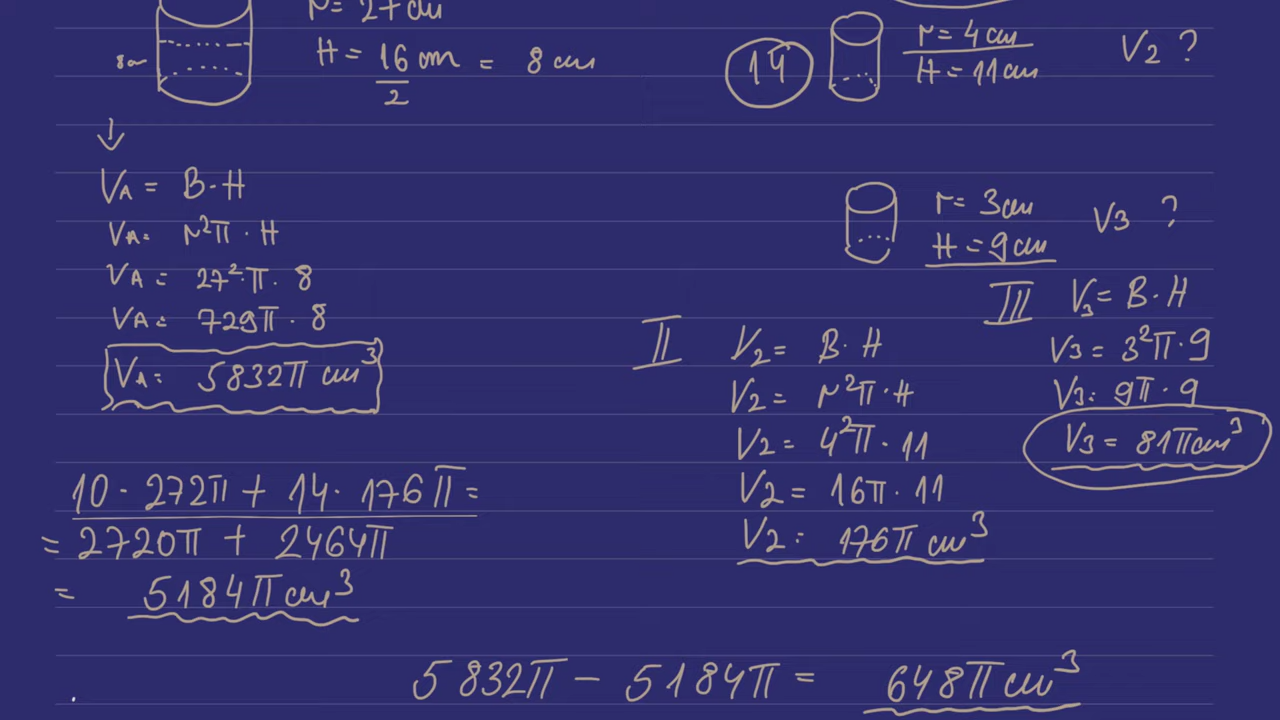 r = 27 cm
H = 16 cm / 2 = 8 cm
8 cm
↓
VA = B·H
VA = r²π · H
VA = 27²·π · 8
VA = 729π · 8
VA = 5832π cm³
10 · 272π + 14 · 176π =
= 2720π + 2464π
= 5184π cm³
14
r = 4 cm
H = 11 cm
V2 ?
r = 3 cm
H = 9 cm
V3 ?
II
V2 = B · H
V2 = r²π · H
V2 = 4²π · 11
V2 = 16π · 11
V2 = 176π cm³
III
V3 = B · H
V3 = 3²π · 9
V3 = 9π · 9
V3 = 81π cm³
5832π − 5184π = 648π cm³